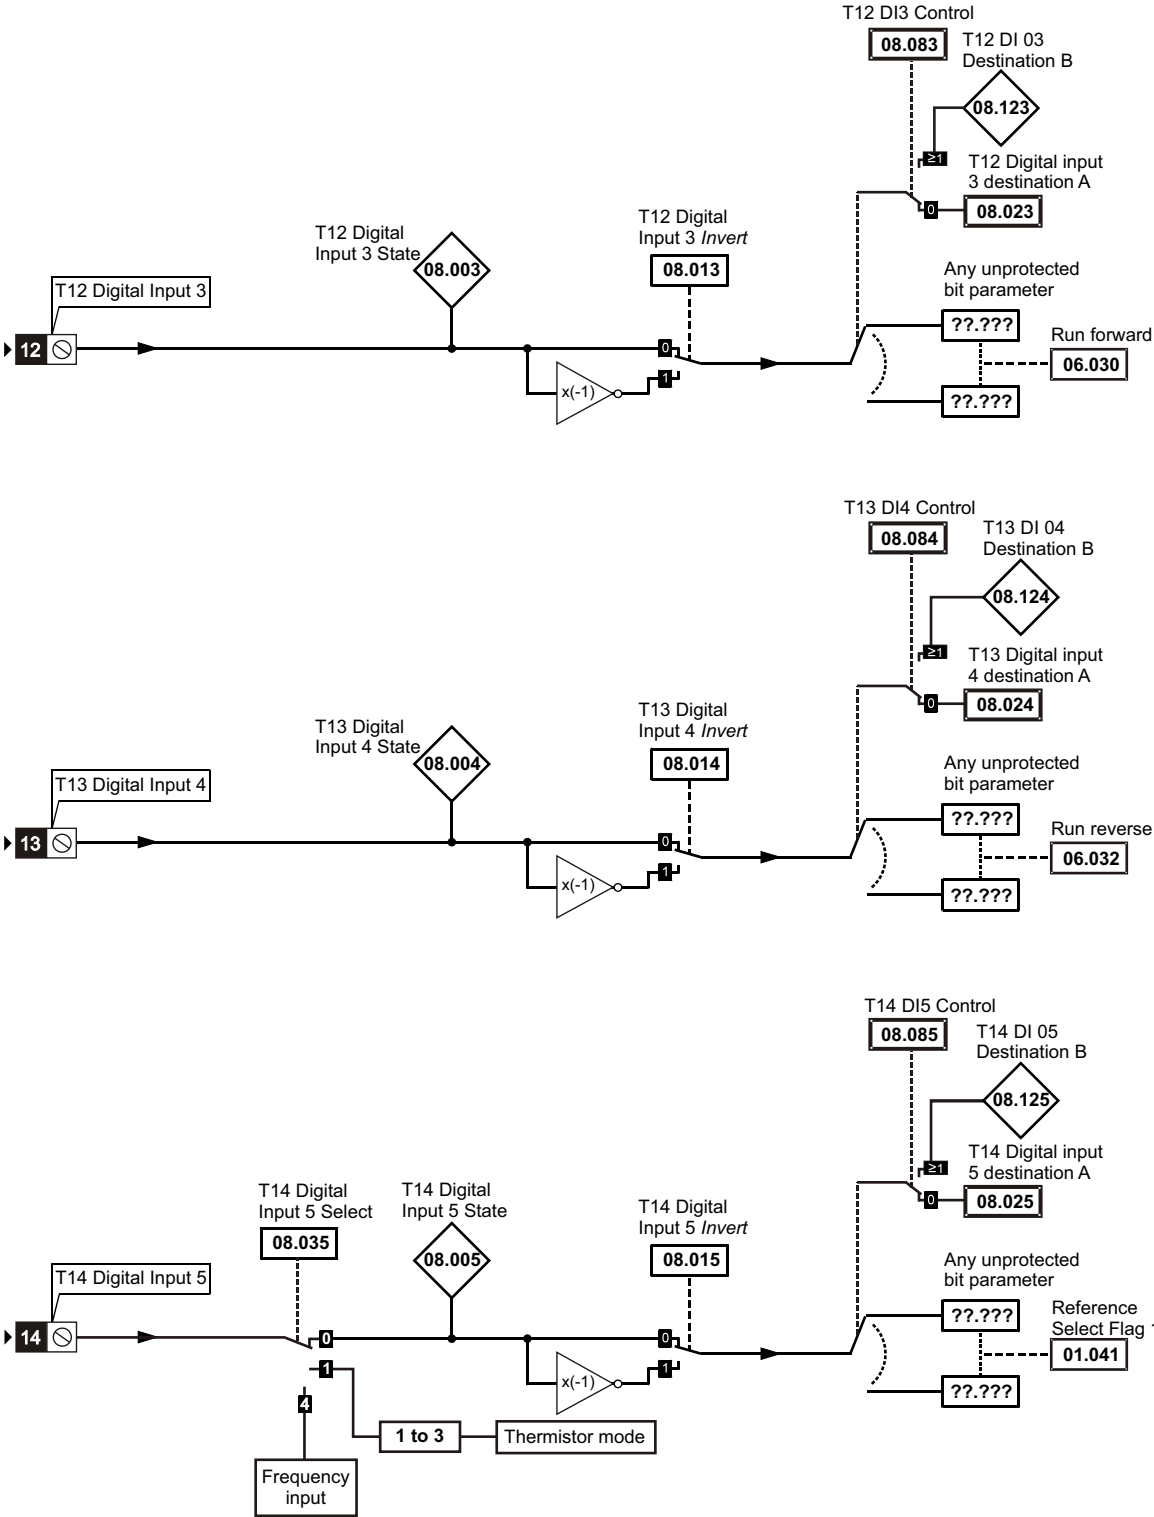 T12 DI3 Control
08.083
T12 DI 03
Destination B
08.123
≥1
T12 Digital input
3 destination A
0
08.023
T12 Digital
Input 3 State
08.003
T12 Digital
Input 3 Invert
08.013
Any unprotected
bit parameter
T12 Digital Input 3
12
0
1
x(-1)
??.???
Run forward
06.030
??.???
T13 DI4 Control
08.084
T13 DI 04
Destination B
08.124
≥1
T13 Digital input
4 destination A
0
08.024
T13 Digital
Input 4 State
08.004
T13 Digital
Input 4 Invert
08.014
Any unprotected
bit parameter
T13 Digital Input 4
13
0
1
x(-1)
??.???
Run reverse
06.032
??.???
T14 DI5 Control
08.085
T14 DI 05
Destination B
08.125
≥1
T14 Digital input
5 destination A
0
08.025
T14 Digital
Input 5 Select
08.035
T14 Digital
Input 5 State
08.005
T14 Digital
Input 5 Invert
08.015
Any unprotected
bit parameter
T14 Digital Input 5
14
0
1
4
0
1
x(-1)
??.???
Reference
Select Flag 1
01.041
??.???
1 to 3
Thermistor mode
Frequency
input